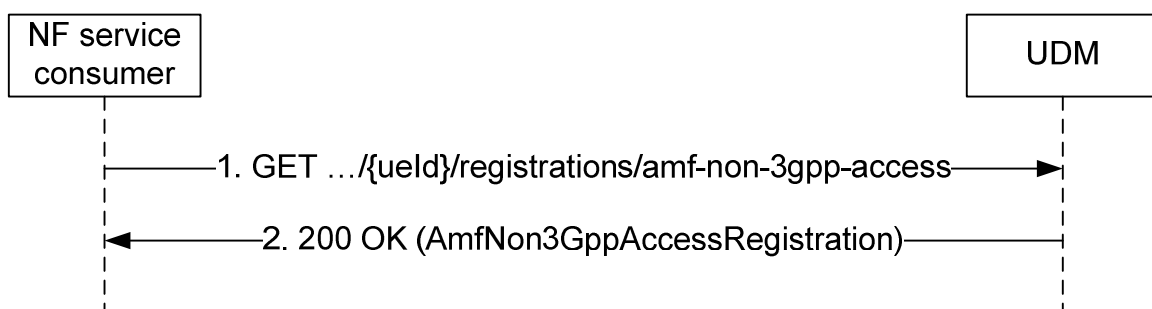 NF service
consumer
UDM
1. GET …/{ueId}/registrations/amf-non-3gpp-access
2. 200 OK (AmfNon3GppAccessRegistration)